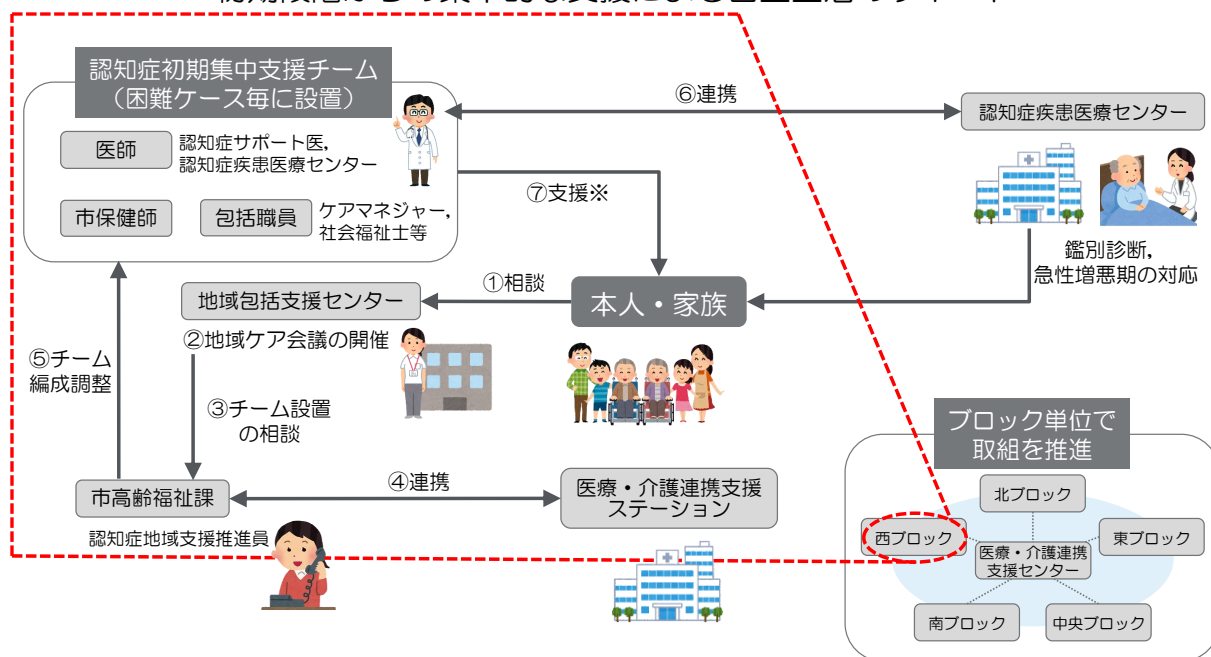 認知症初期集中支援チーム
（困難ケース毎に設置）
医師
認知症サポート医，
認知症疾患医療センター
市保健師
包括職員
ケアマネジャー，
社会福祉士等
⑥連携
認知症疾患医療センター
⑦支援※
鑑別診断，
急性増悪期の対応
①相談
地域包括支援センター
本人・家族
②地域ケア会議の開催
⑤チーム
編成調整
③チーム設置
の相談
市高齢福祉課
④連携
医療・介護連携支援
ステーション
認知症地域支援推進員
ブロック単位で
取組を推進
北ブロック
西ブロック
東ブロック
医療・介護連携
支援センター
南ブロック
中央ブロック